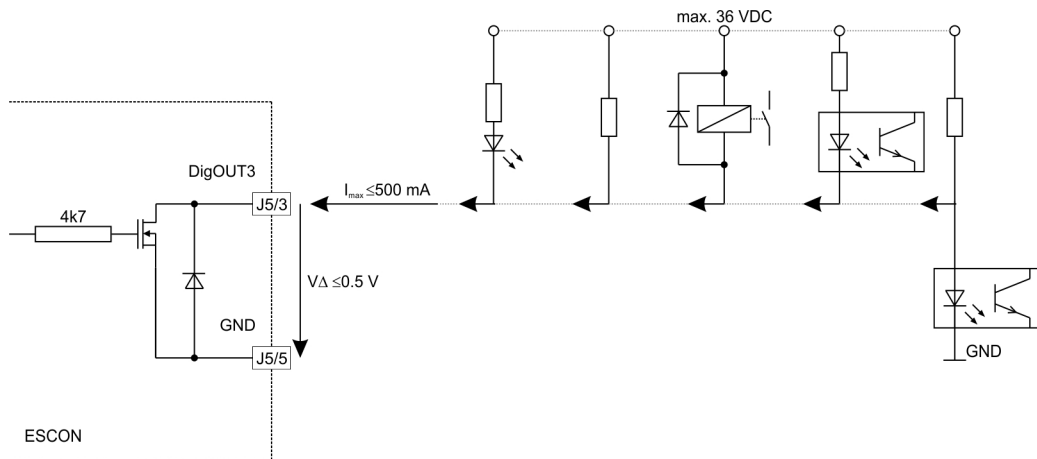 max. 36 VDC
DigOUT3
J5/3
Imax ≤500 mA
4k7
V∆ ≤0.5 V
GND
J5/5
GND
ESCON